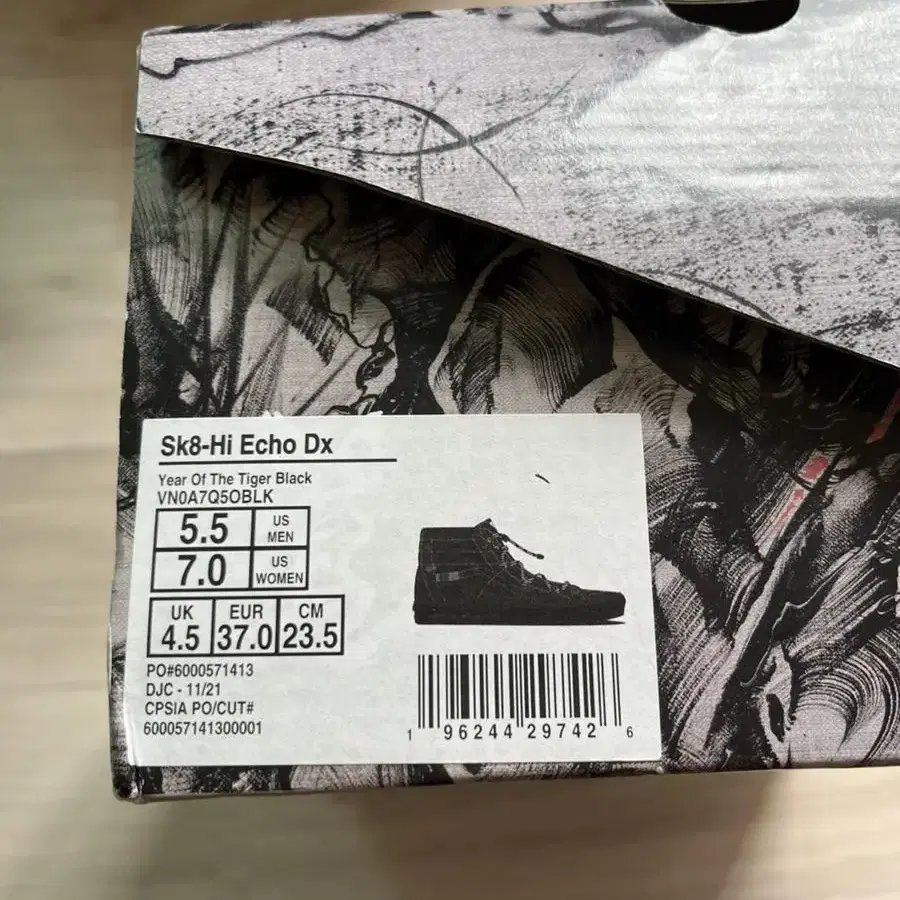 Sk8-Hi Echo Dx
Year Of The Tiger Black
VN0A7Q5OBLK
5.5 US MEN
7.0 US WOMEN
UK EUR CM
4.5 37.0 23.5
PO#6000571413
DJC - 11/21
CPSIA PO/CUT#
600057141300001
1 96244 29742 6